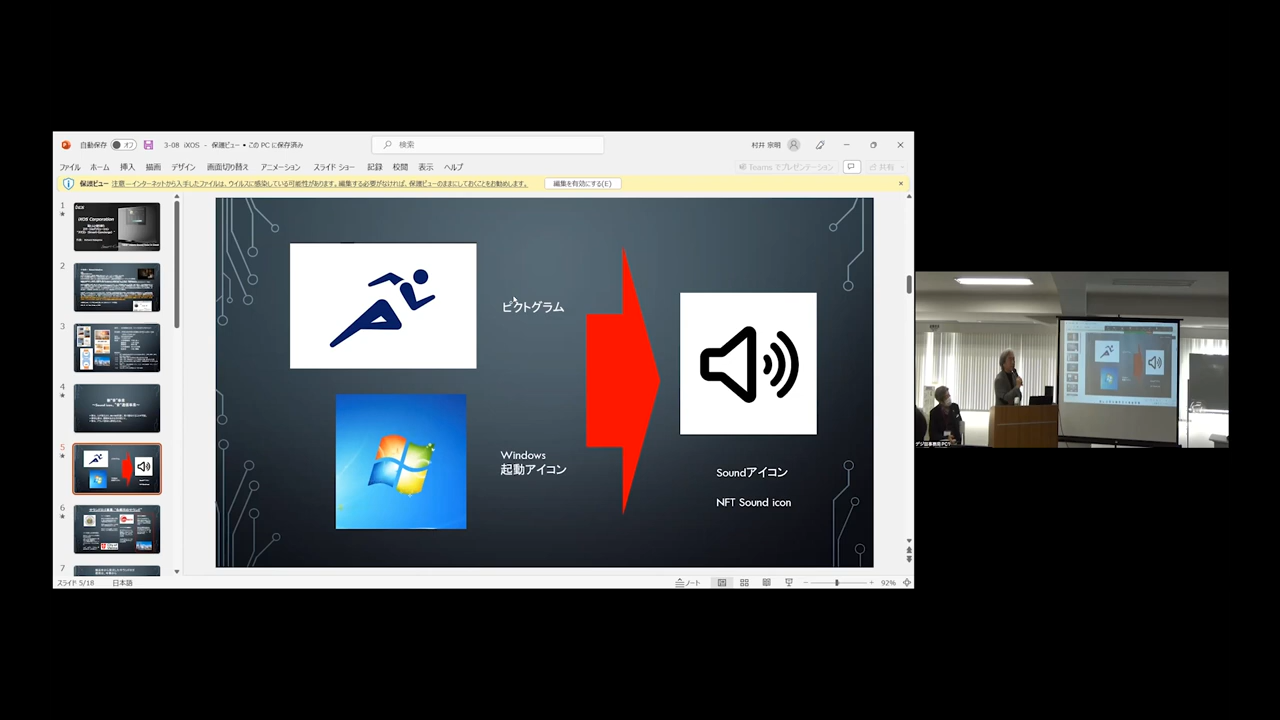 自動保存
オフ
3-08 iXOS - 保護ビュー • この PC に保存済み
検索
村井 宗明
ファイル
ホーム
挿入
描画
デザイン
画面切り替え
アニメーション
スライド ショー
記録
校閲
表示
ヘルプ
Teams でプレゼンテーション
共有
保護ビュー
注意—インターネットから入手したファイルは、ウイルスに感染している可能性があります。編集する必要がなければ、保護ビューのままにしておくことをお勧めします。
編集を有効にする(E)
1
iXOS Corporation
2
3
4
5
6
7
ピクトグラム
Windows
起動アイコン
Soundアイコン
NFT Sound icon
スライド 5/18
日本語
ノート
92%